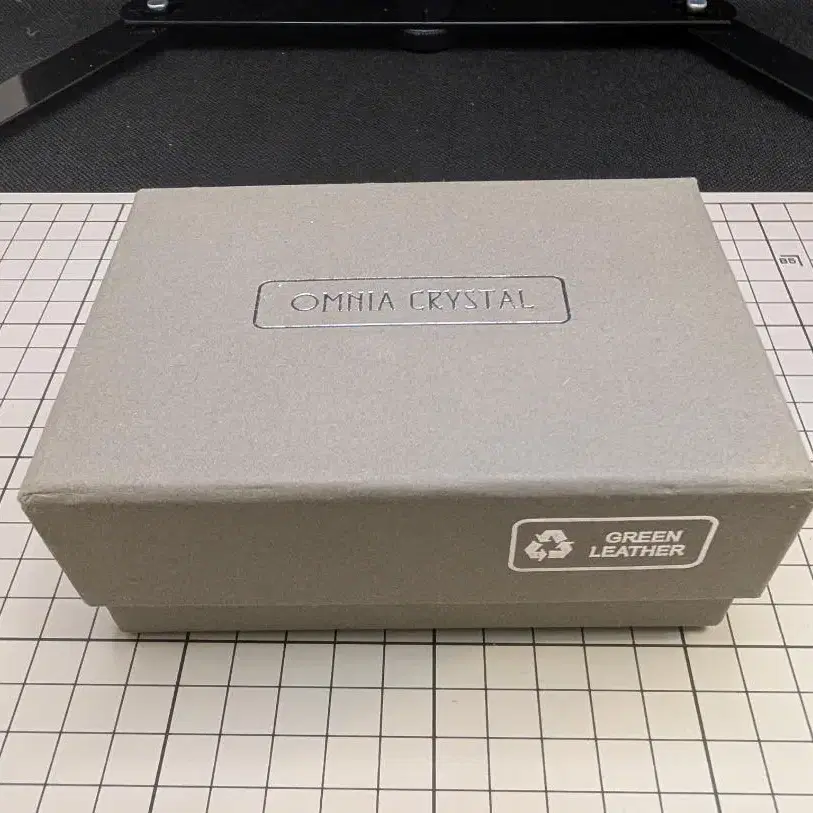 OMNIA CRYSTAL
GREEN
LEATHER
B5